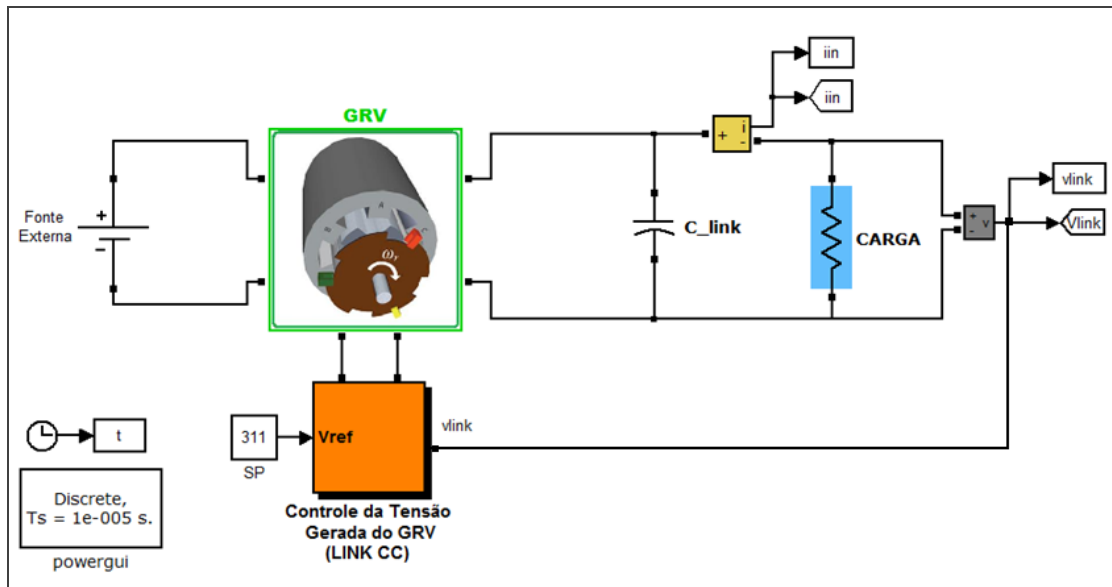 iin
iin
GRV
+ i
-
vlink
Fonte
Externa
+
−
A
ωr
C_link
CARGA
+
-
v
Vlink
311
SP
Vref
vlink
t
Discrete,
Ts = 1e-005 s.
powergui
Controle da Tensão
Gerada do GRV
(LINK CC)